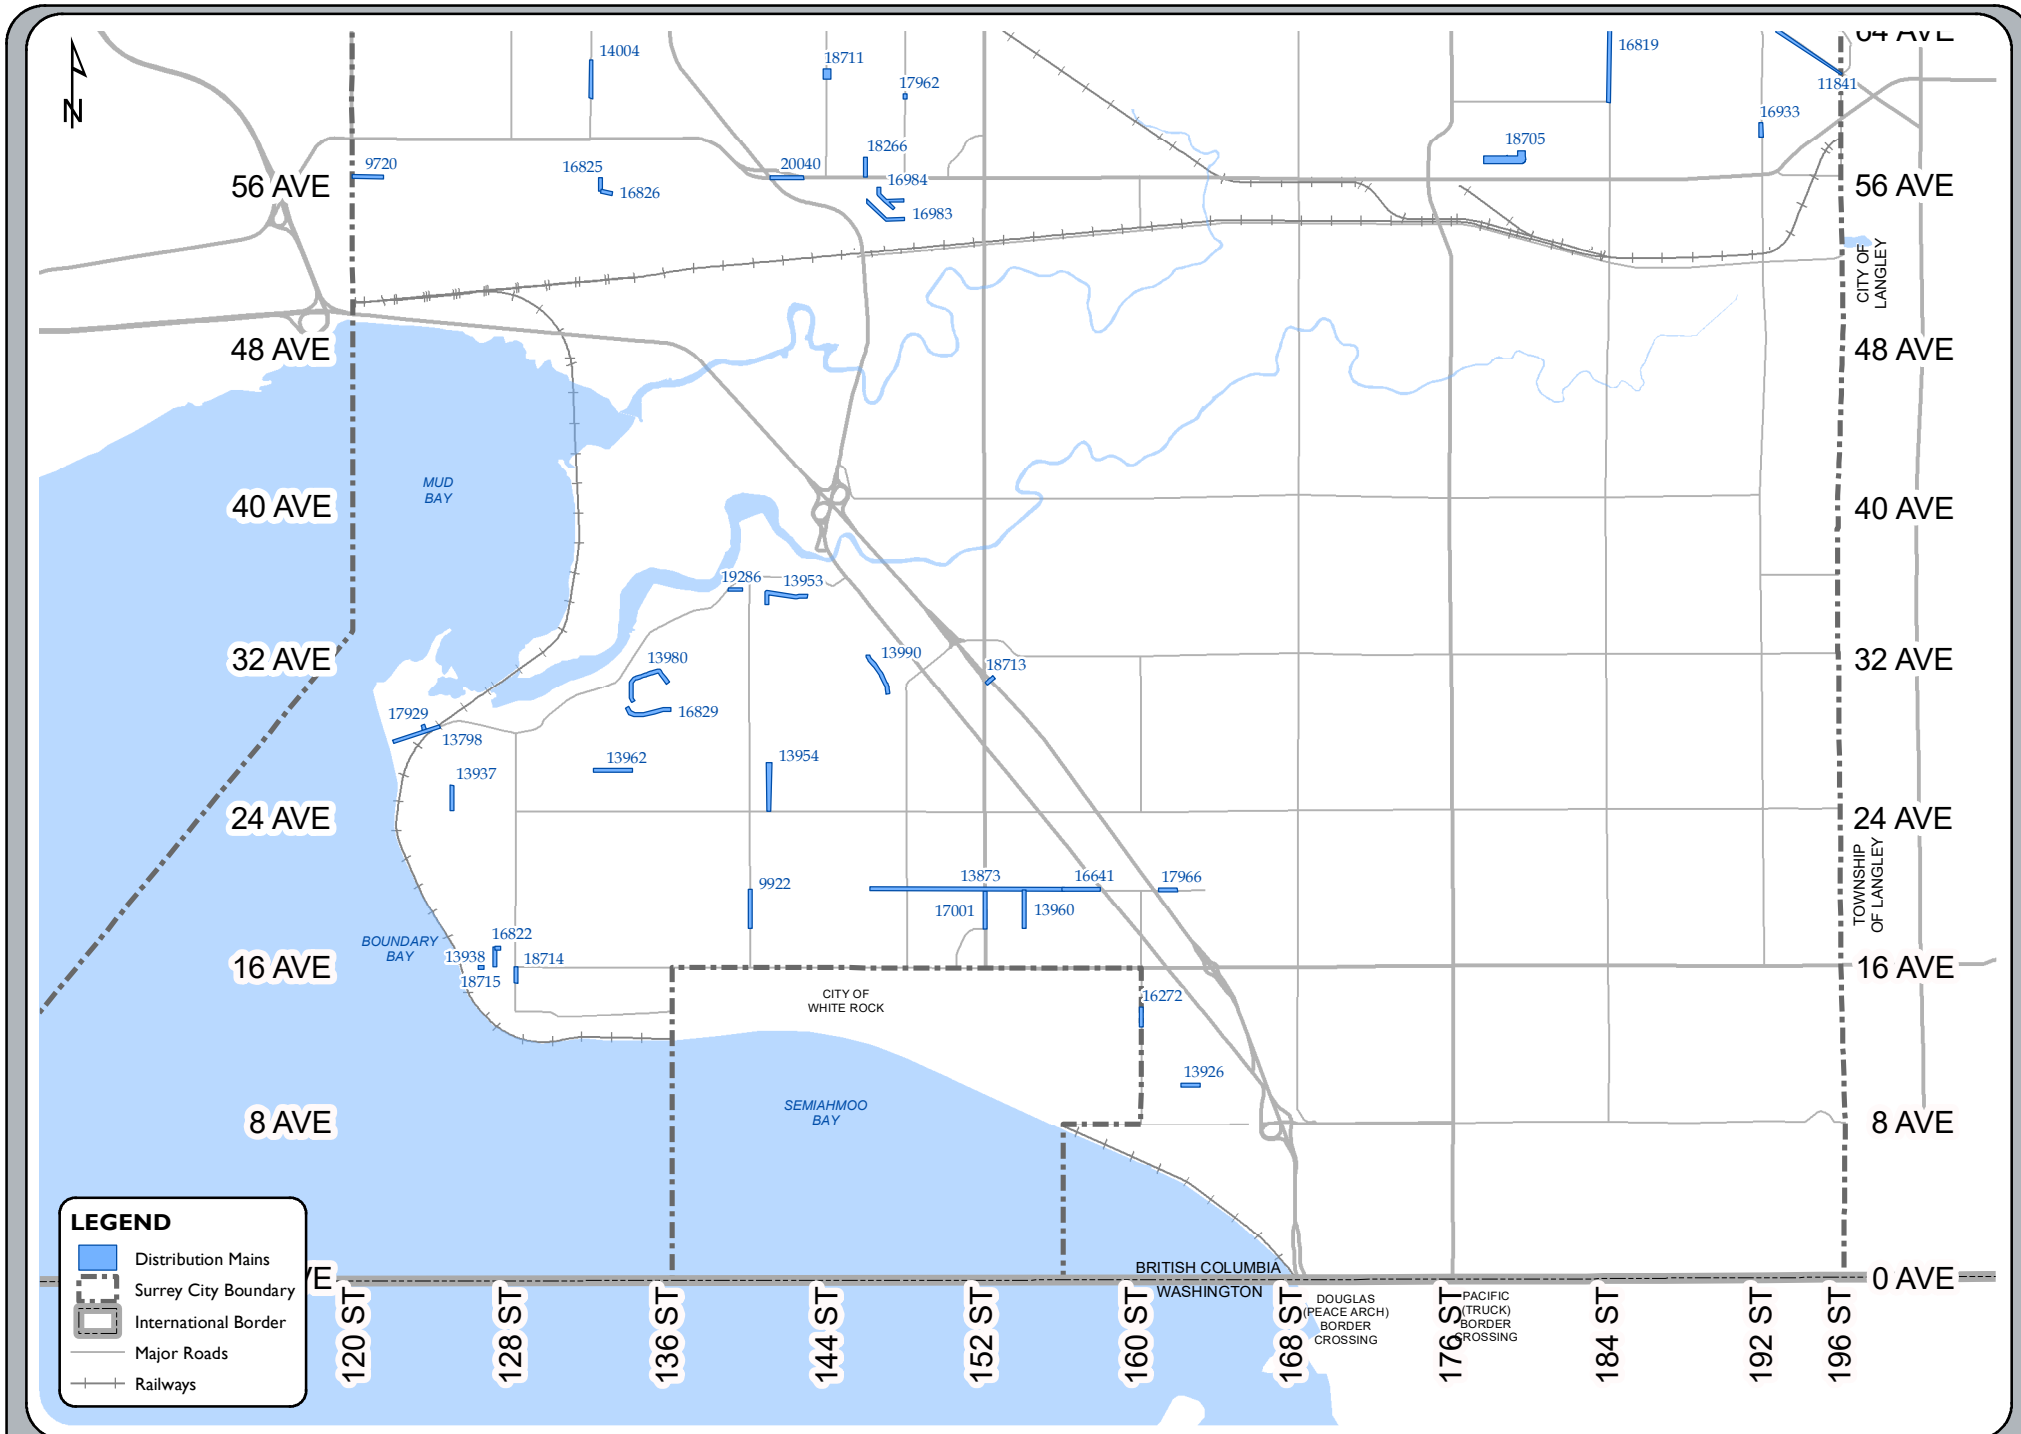 64 AVE
14004
18711
16819
17962
11841
16933
N
9720
16825
16826
20040
18266
16984
16983
18705
56 AVE
56 AVE
CITY OF
LANGLEY
48 AVE
48 AVE
MUD
BAY
40 AVE
40 AVE
19286
13953
32 AVE
13980
13990
18713
32 AVE
16829
17929
13798
13962
13954
13937
24 AVE
24 AVE
TOWNSHIP
OF LANGLEY
9922
13873
16641
17966
17001
13960
BOUNDARY
BAY
16822
13938
18715
18714
16 AVE
16 AVE
CITY OF
WHITE ROCK
16272
13926
SEMIAHMOO
BAY
8 AVE
8 AVE
LEGEND
Distribution Mains
Surrey City Boundary
International Border
Major Roads
Railways
VE
BRITISH COLUMBIA
WASHINGTON
0 AVE
120 ST
128 ST
136 ST
144 ST
152 ST
160 ST
168 ST
DOUGLAS
(PEACE ARCH)
BORDER
CROSSING
176 ST
PACIFIC
(TRUCK)
BORDER
CROSSING
184 ST
192 ST
196 ST